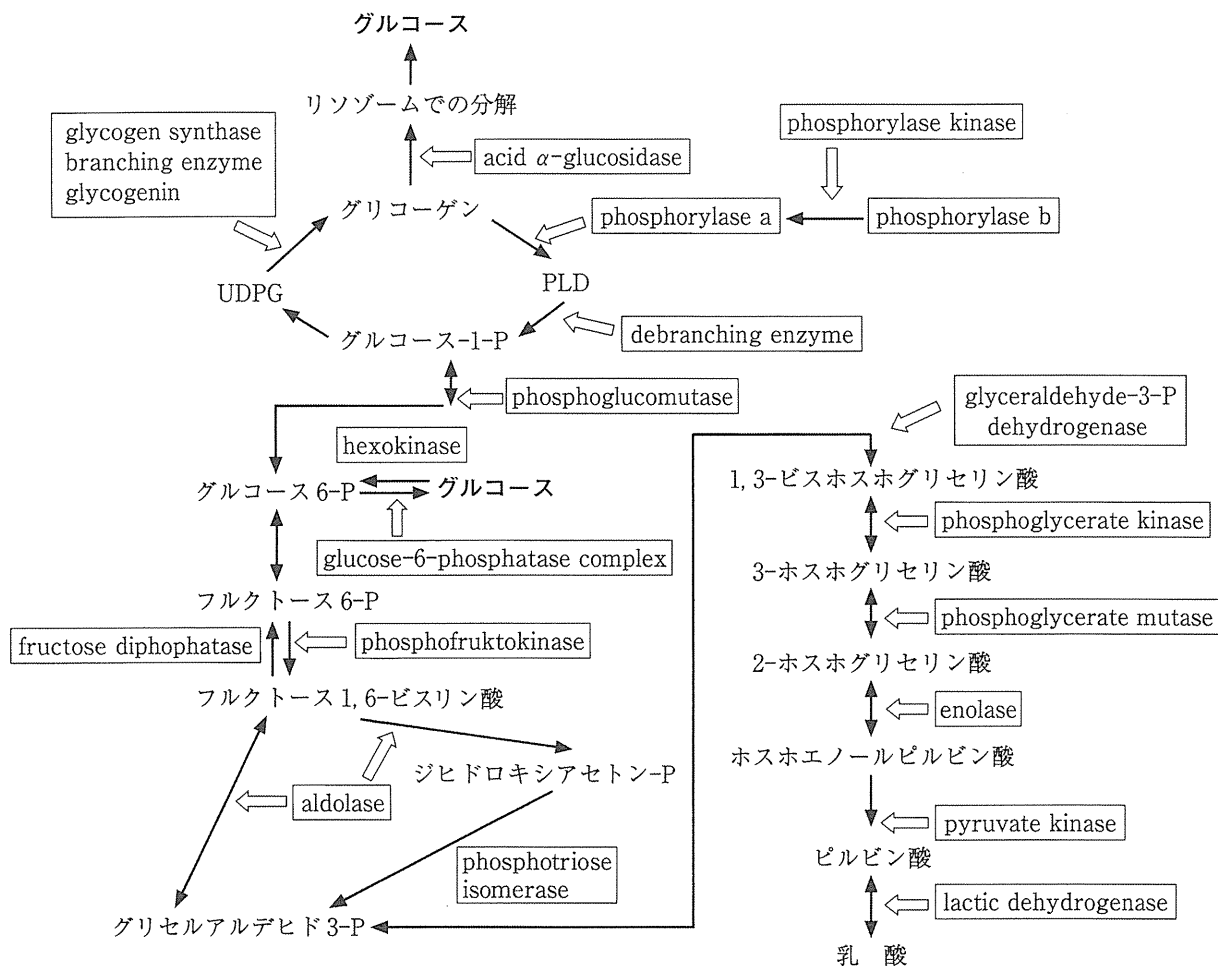 グルコース
リソゾームでの分解
glycogen synthase
branching enzyme
glycogenin
phosphorylase kinase
acid α-glucosidase
グリコーゲン
phosphorylase a
phosphorylase b
UDPG
PLD
グルコース-1-P
debranching enzyme
phosphoglucomutase
hexokinase
グルコース 6-P
グルコース
glucose-6-phosphatase complex
フルクトース 6-P
fructose diphophatase
phosphofruktokinase
フルクトース 1, 6-ビスリン酸
ジヒドロキシアセトン-P
aldolase
phosphotriose
isomerase
グリセルアルデヒド 3-P
glyceraldehyde-3-P
dehydrogenase
1, 3-ビスホスホグリセリン酸
phosphoglycerate kinase
3-ホスホグリセリン酸
phosphoglycerate mutase
2-ホスホグリセリン酸
enolase
ホスホエノールピルビン酸
pyruvate kinase
ピルビン酸
lactic dehydrogenase
乳 酸